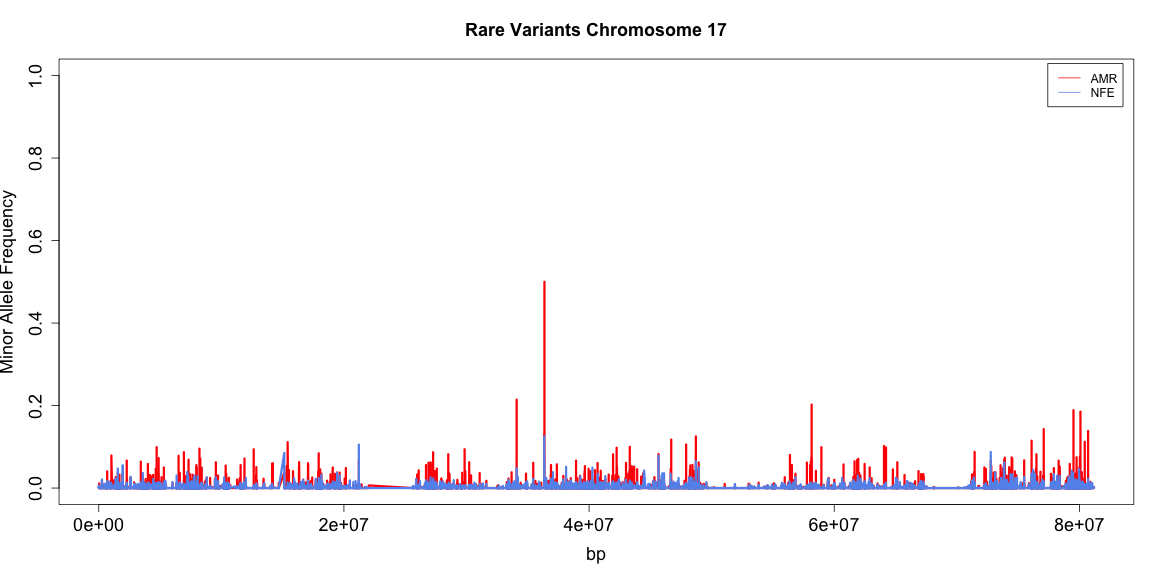 Rare Variants Chromosome 17
AMR
NFE
Minor Allele Frequency
1.0
0.8
0.6
0.4
0.2
0.0
0e+00
2e+07
4e+07
6e+07
8e+07
bp